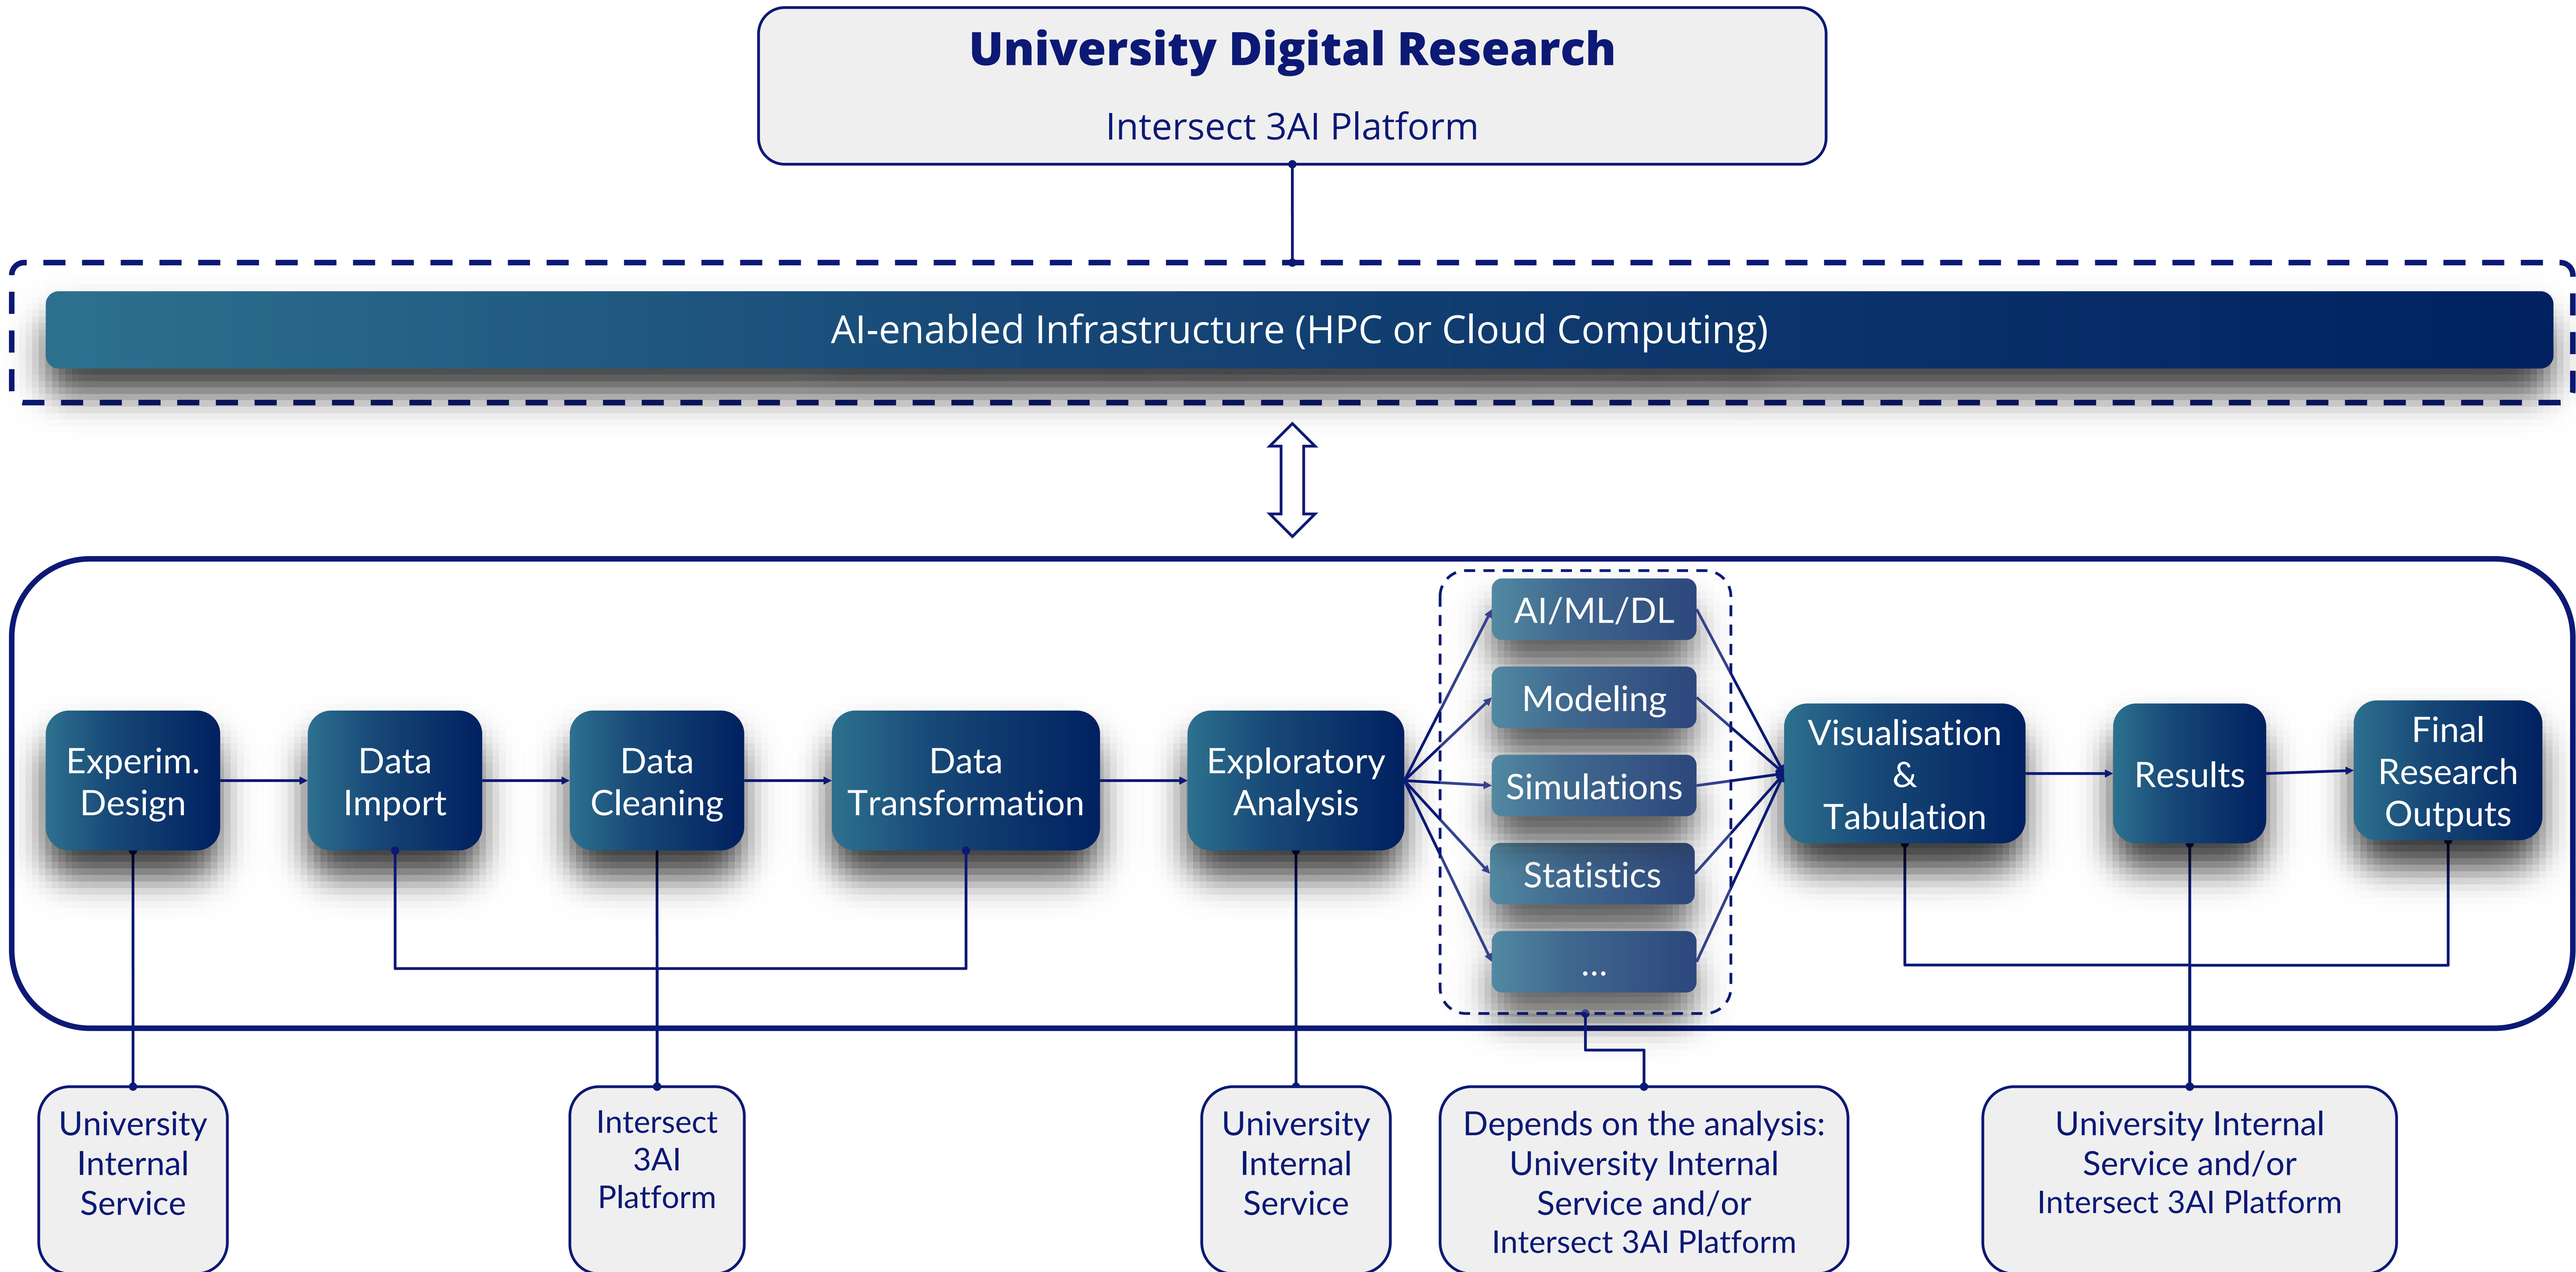 University Digital Research
Intersect 3AI Platform
AI-enabled Infrastructure (HPC or Cloud Computing)
Experim.
Design
Data
Import
Data
Cleaning
Data
Transformation
Exploratory
Analysis
AI/ML/DL
Modeling
Simulations
Statistics
...
Visualisation
&
Tabulation
Results
Final
Research
Outputs
University
Internal
Service
Intersect
3AI
Platform
University
Internal
Service
Depends on the analysis:
University Internal
Service and/or
Intersect 3AI Platform
University Internal
Service and/or
Intersect 3AI Platform